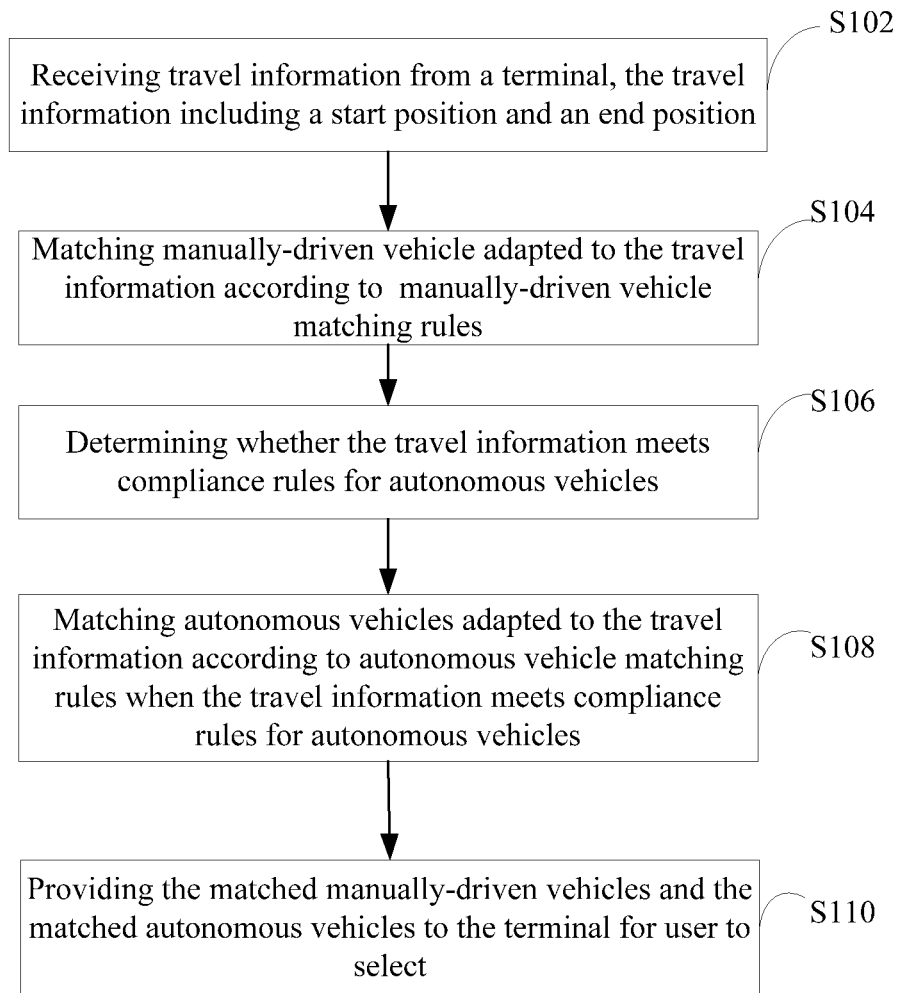 S102
Receiving travel information from a terminal, the travel
information including a start position and an end position
S104
Matching manually-driven vehicle adapted to the travel
information according to manually-driven vehicle
matching rules
S106
Determining whether the travel information meets
compliance rules for autonomous vehicles
Matching autonomous vehicles adapted to the travel
information according to autonomous vehicle matching
rules when the travel information meets compliance
rules for autonomous vehicles
S108
Providing the matched manually-driven vehicles and the
matched autonomous vehicles to the terminal for user to
select
S110